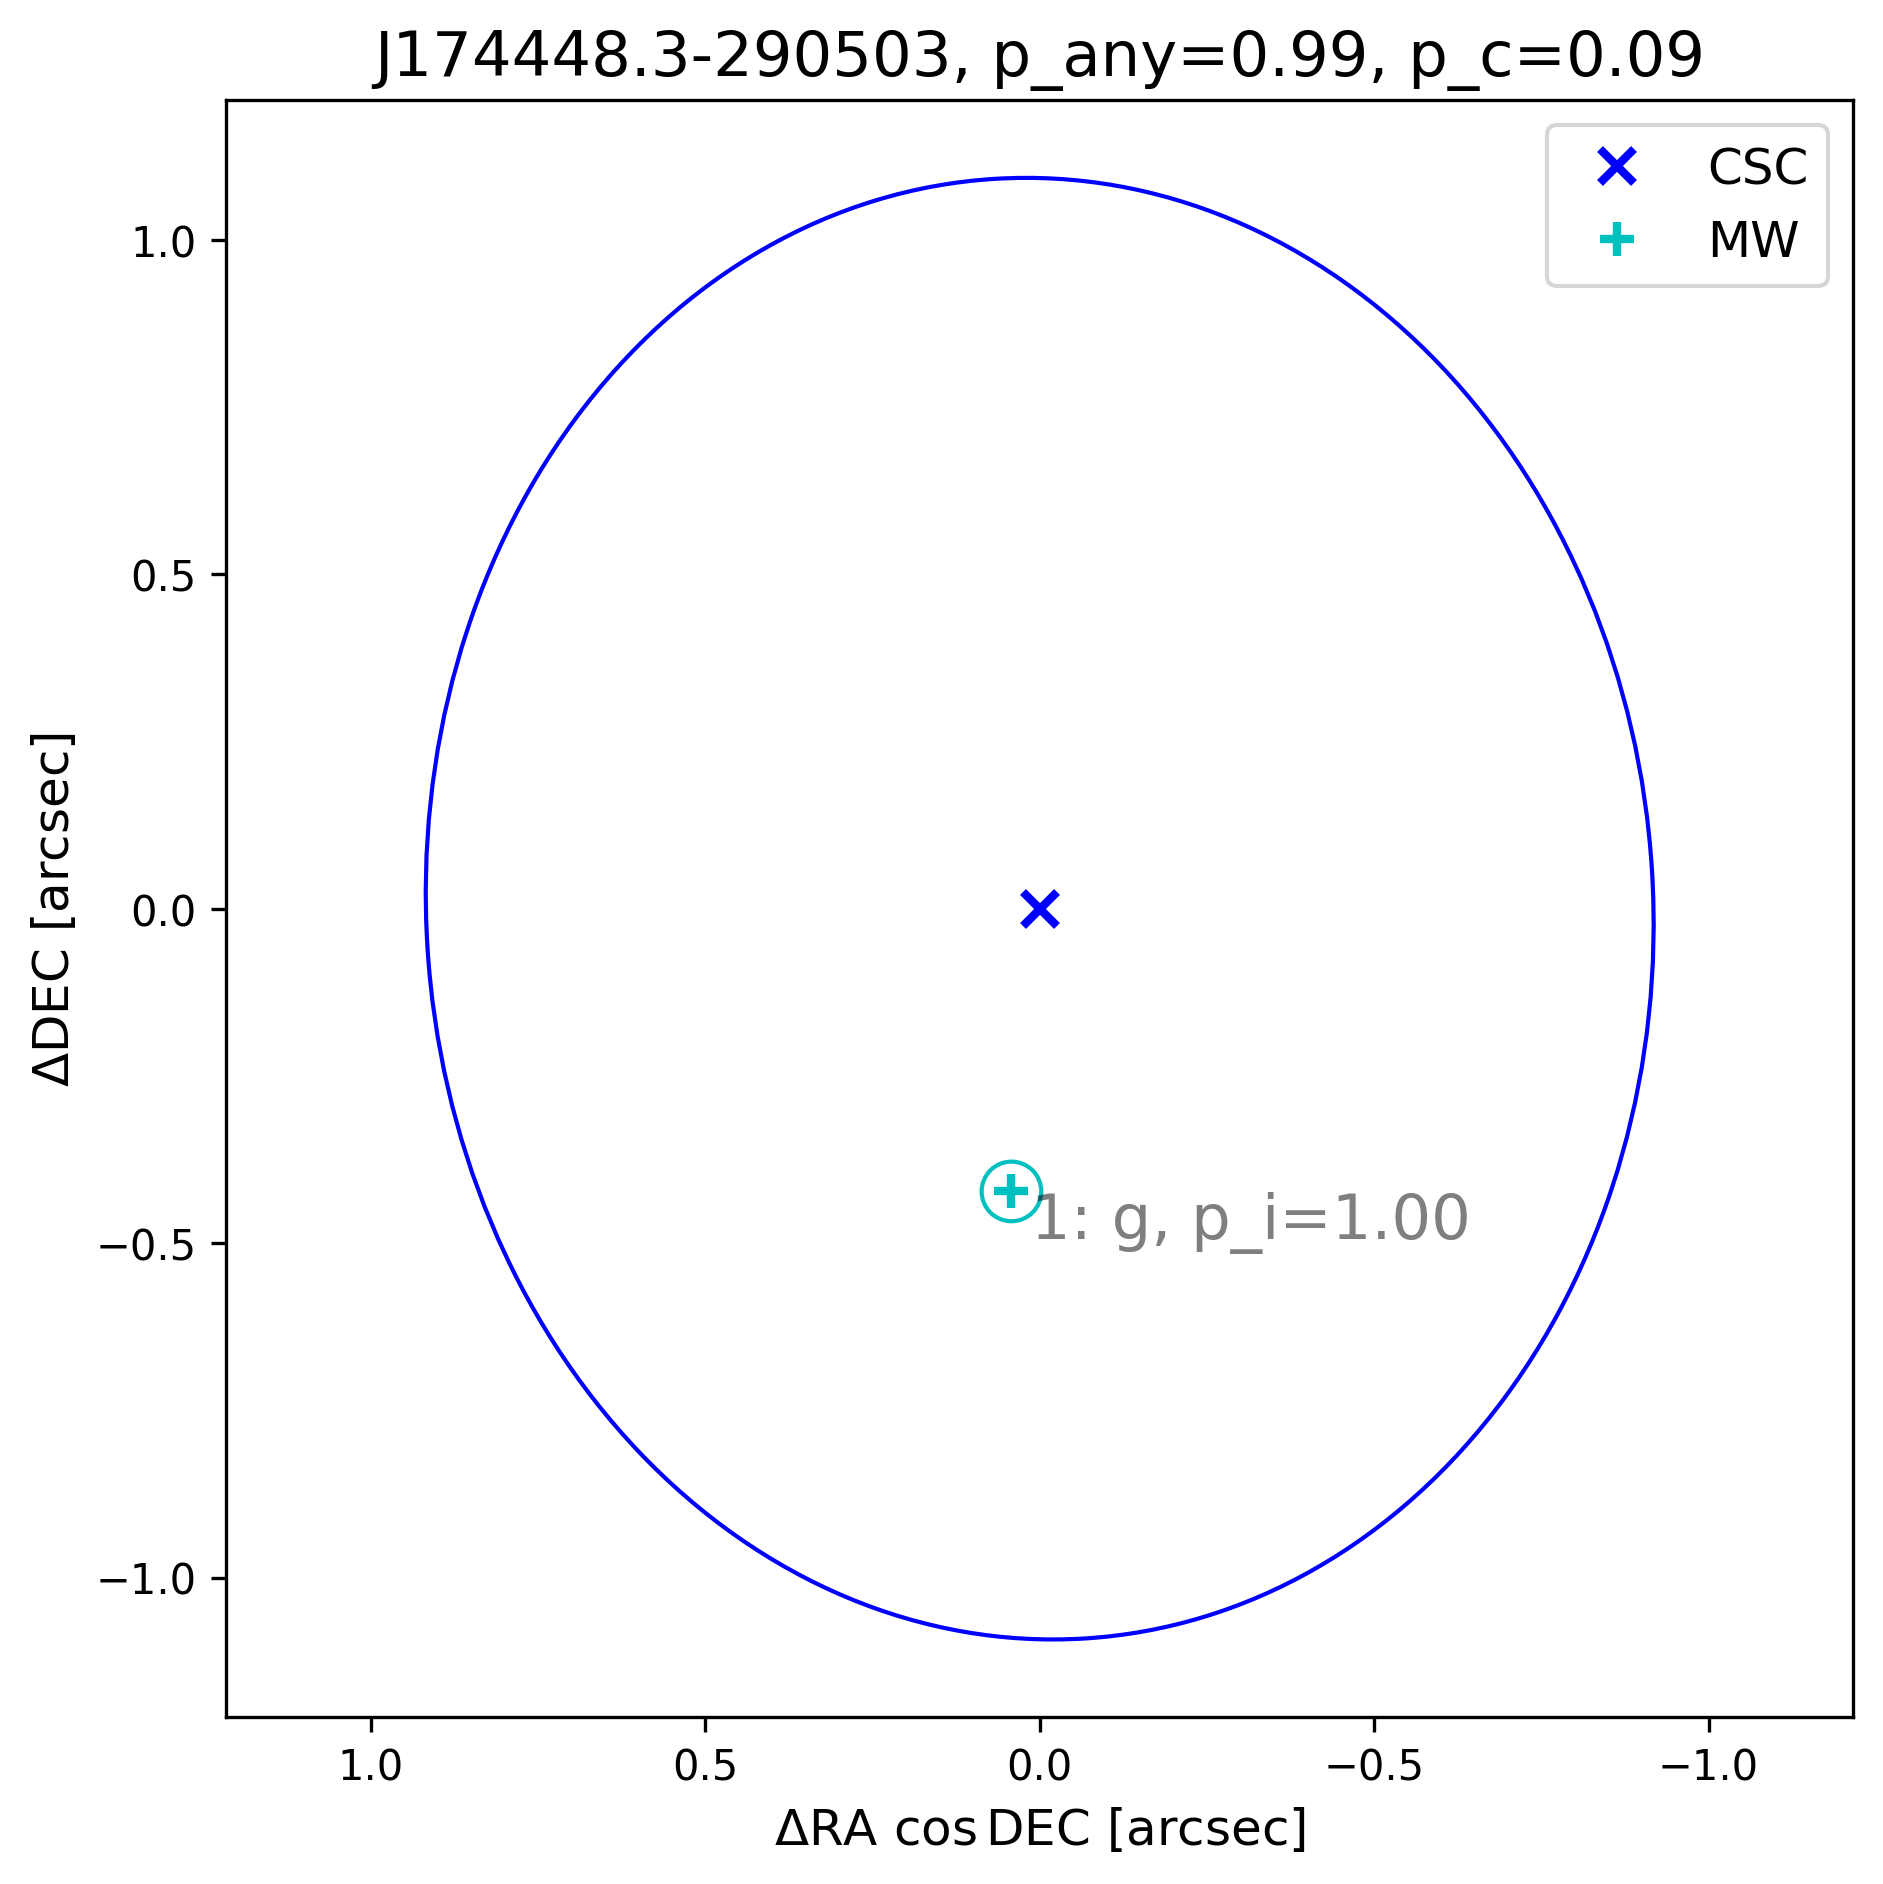 J174448.3-290503, p_any=0.99, p_c=0.09
CSC
MW
1.0
0.5
0.0
−0.5
−1.0
ΔDEC [arcsec]
1: g, p_i=1.00
1.0
0.5
0.0
−0.5
−1.0
ΔRA cos DEC [arcsec]